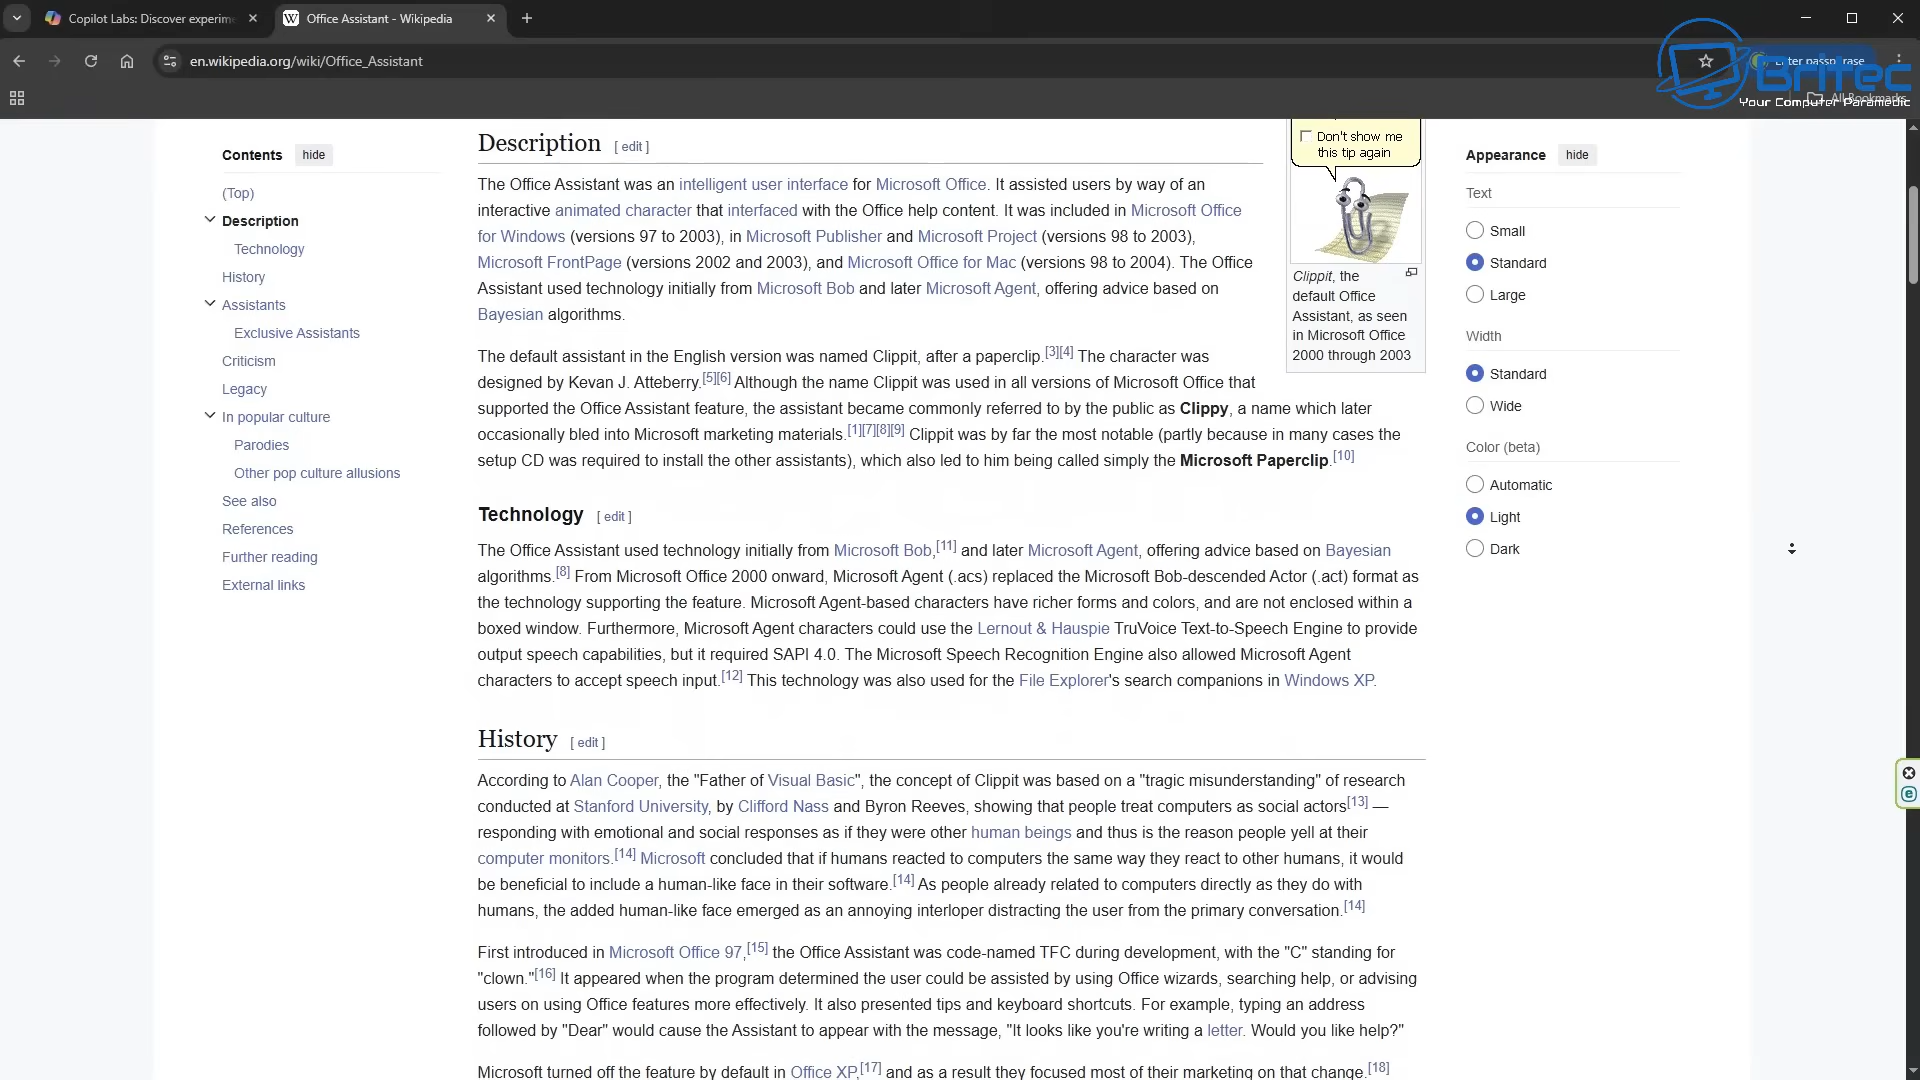 Copilot Labs: Discover experim
Office Assistant - Wikipedia
en.wikipedia.org/wiki/Office_Assistant
Britec
Your Computer Paramedic
All Bookmarks
Contents hide
(Top)
Description
Technology
History
Assistants
Exclusive Assistants
Criticism
Legacy
In popular culture
Parodies
Other pop culture allusions
See also
References
Further reading
External links
Description [ edit ]
The Office Assistant was an intelligent user interface for Microsoft Office. It assisted users by way of an
interactive animated character that interfaced with the Office help content. It was included in Microsoft Office
for Windows (versions 97 to 2003), in Microsoft Publisher and Microsoft Project (versions 98 to 2003),
Microsoft FrontPage (versions 2002 and 2003), and Microsoft Office for Mac (versions 98 to 2004). The Office
Assistant used technology initially from Microsoft Bob and later Microsoft Agent, offering advice based on
Bayesian algorithms.
The default assistant in the English version was named Clippit, after a paperclip.[3][4] The character was
designed by Kevan J. Atteberry.[5][6] Although the name Clippit was used in all versions of Microsoft Office that
supported the Office Assistant feature, the assistant became commonly referred to by the public as Clippy, a name which later
occasionally bled into Microsoft marketing materials.[1][7][8][9] Clippit was by far the most notable (partly because in many cases the
setup CD was required to install the other assistants), which also led to him being called simply the Microsoft Paperclip.[10]
Technology [ edit ]
The Office Assistant used technology initially from Microsoft Bob,[11] and later Microsoft Agent, offering advice based on Bayesian
algorithms.[8] From Microsoft Office 2000 onward, Microsoft Agent (.acs) replaced the Microsoft Bob-descended Actor (.act) format as
the technology supporting the feature. Microsoft Agent-based characters have richer forms and colors, and are not enclosed within a
boxed window. Furthermore, Microsoft Agent characters could use the Lernout & Hauspie TruVoice Text-to-Speech Engine to provide
output speech capabilities, but it required SAPI 4.0. The Microsoft Speech Recognition Engine also allowed Microsoft Agent
characters to accept speech input.[12] This technology was also used for the File Explorer's search companions in Windows XP.
History [ edit ]
According to Alan Cooper, the "Father of Visual Basic", the concept of Clippit was based on a "tragic misunderstanding" of research
conducted at Stanford University, by Clifford Nass and Byron Reeves, showing that people treat computers as social actors[13] —
responding with emotional and social responses as if they were other human beings and thus is the reason people yell at their
computer monitors.[14] Microsoft concluded that if humans reacted to computers the same way they react to other humans, it would
be beneficial to include a human-like face in their software.[14] As people already related to computers directly as they do with
humans, the added human-like face emerged as an annoying interloper distracting the user from the primary conversation.[14]
First introduced in Microsoft Office 97,[15] the Office Assistant was code-named TFC during development, with the "C" standing for
"clown."[16] It appeared when the program determined the user could be assisted by using Office wizards, searching help, or advising
users on using Office features more effectively. It also presented tips and keyboard shortcuts. For example, typing an address
followed by "Dear" would cause the Assistant to appear with the message, "It looks like you're writing a letter. Would you like help?"
Microsoft turned off the feature by default in Office XP,[17] and as a result they focused most of their marketing on that change.[18]
Don't show me
this tip again
Clippit, the
default Office
Assistant, as seen
in Microsoft Office
2000 through 2003
Appearance hide
Text
Small
Standard
Large
Width
Standard
Wide
Color (beta)
Automatic
Light
Dark